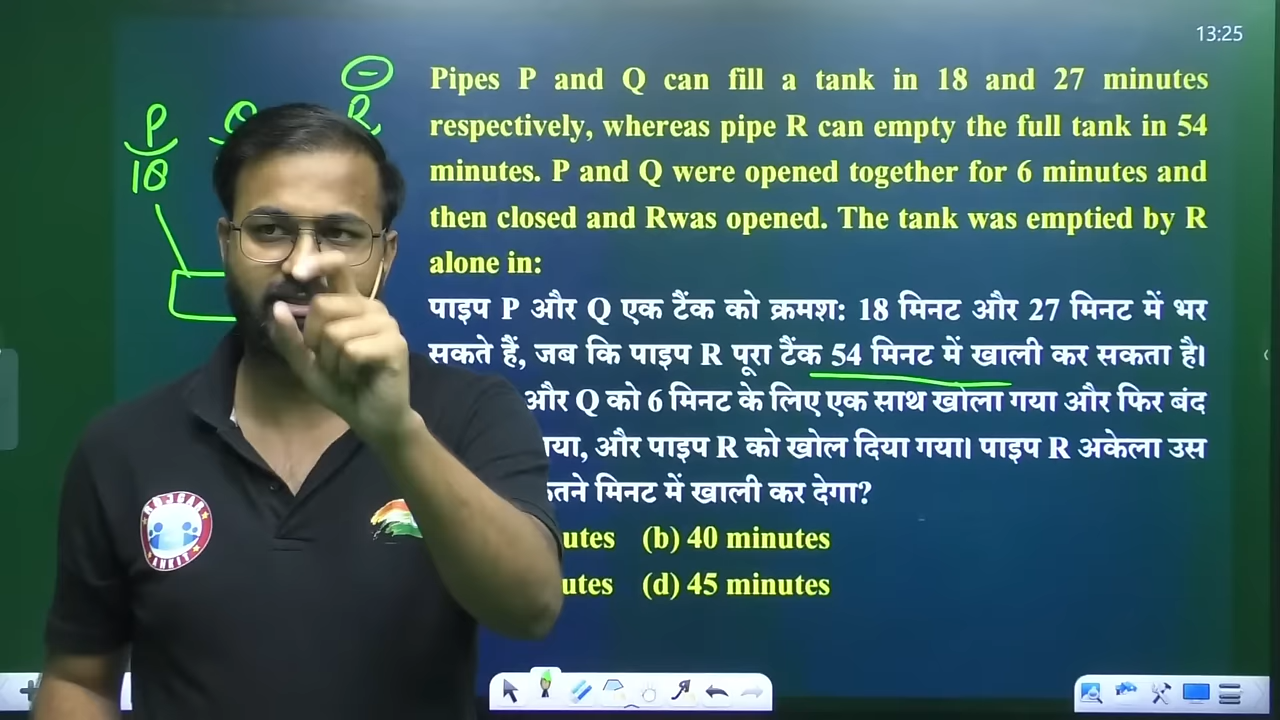 13:25
⊖
P
R
18
Pipes P and Q can fill a tank in 18 and 27 minutes
respectively, whereas pipe R can empty the full tank in 54
minutes. P and Q were opened together for 6 minutes and
then closed and Rwas opened. The tank was emptied by R
alone in:
पाइप P और Q एक टैंक को क्रमश: 18 मिनट और 27 मिनट में भर
सकते हैं, जब कि पाइप R पूरा टैंक 54 मिनट में खाली कर सकता है।
और Q को 6 मिनट के लिए एक साथ खोला गया और फिर बंद
और पाइप R को खोल दिया गया। पाइप R अकेला उस
मिनट में खाली कर देगा?
(b) 40 minutes
(d) 45 minutes
ANKIT